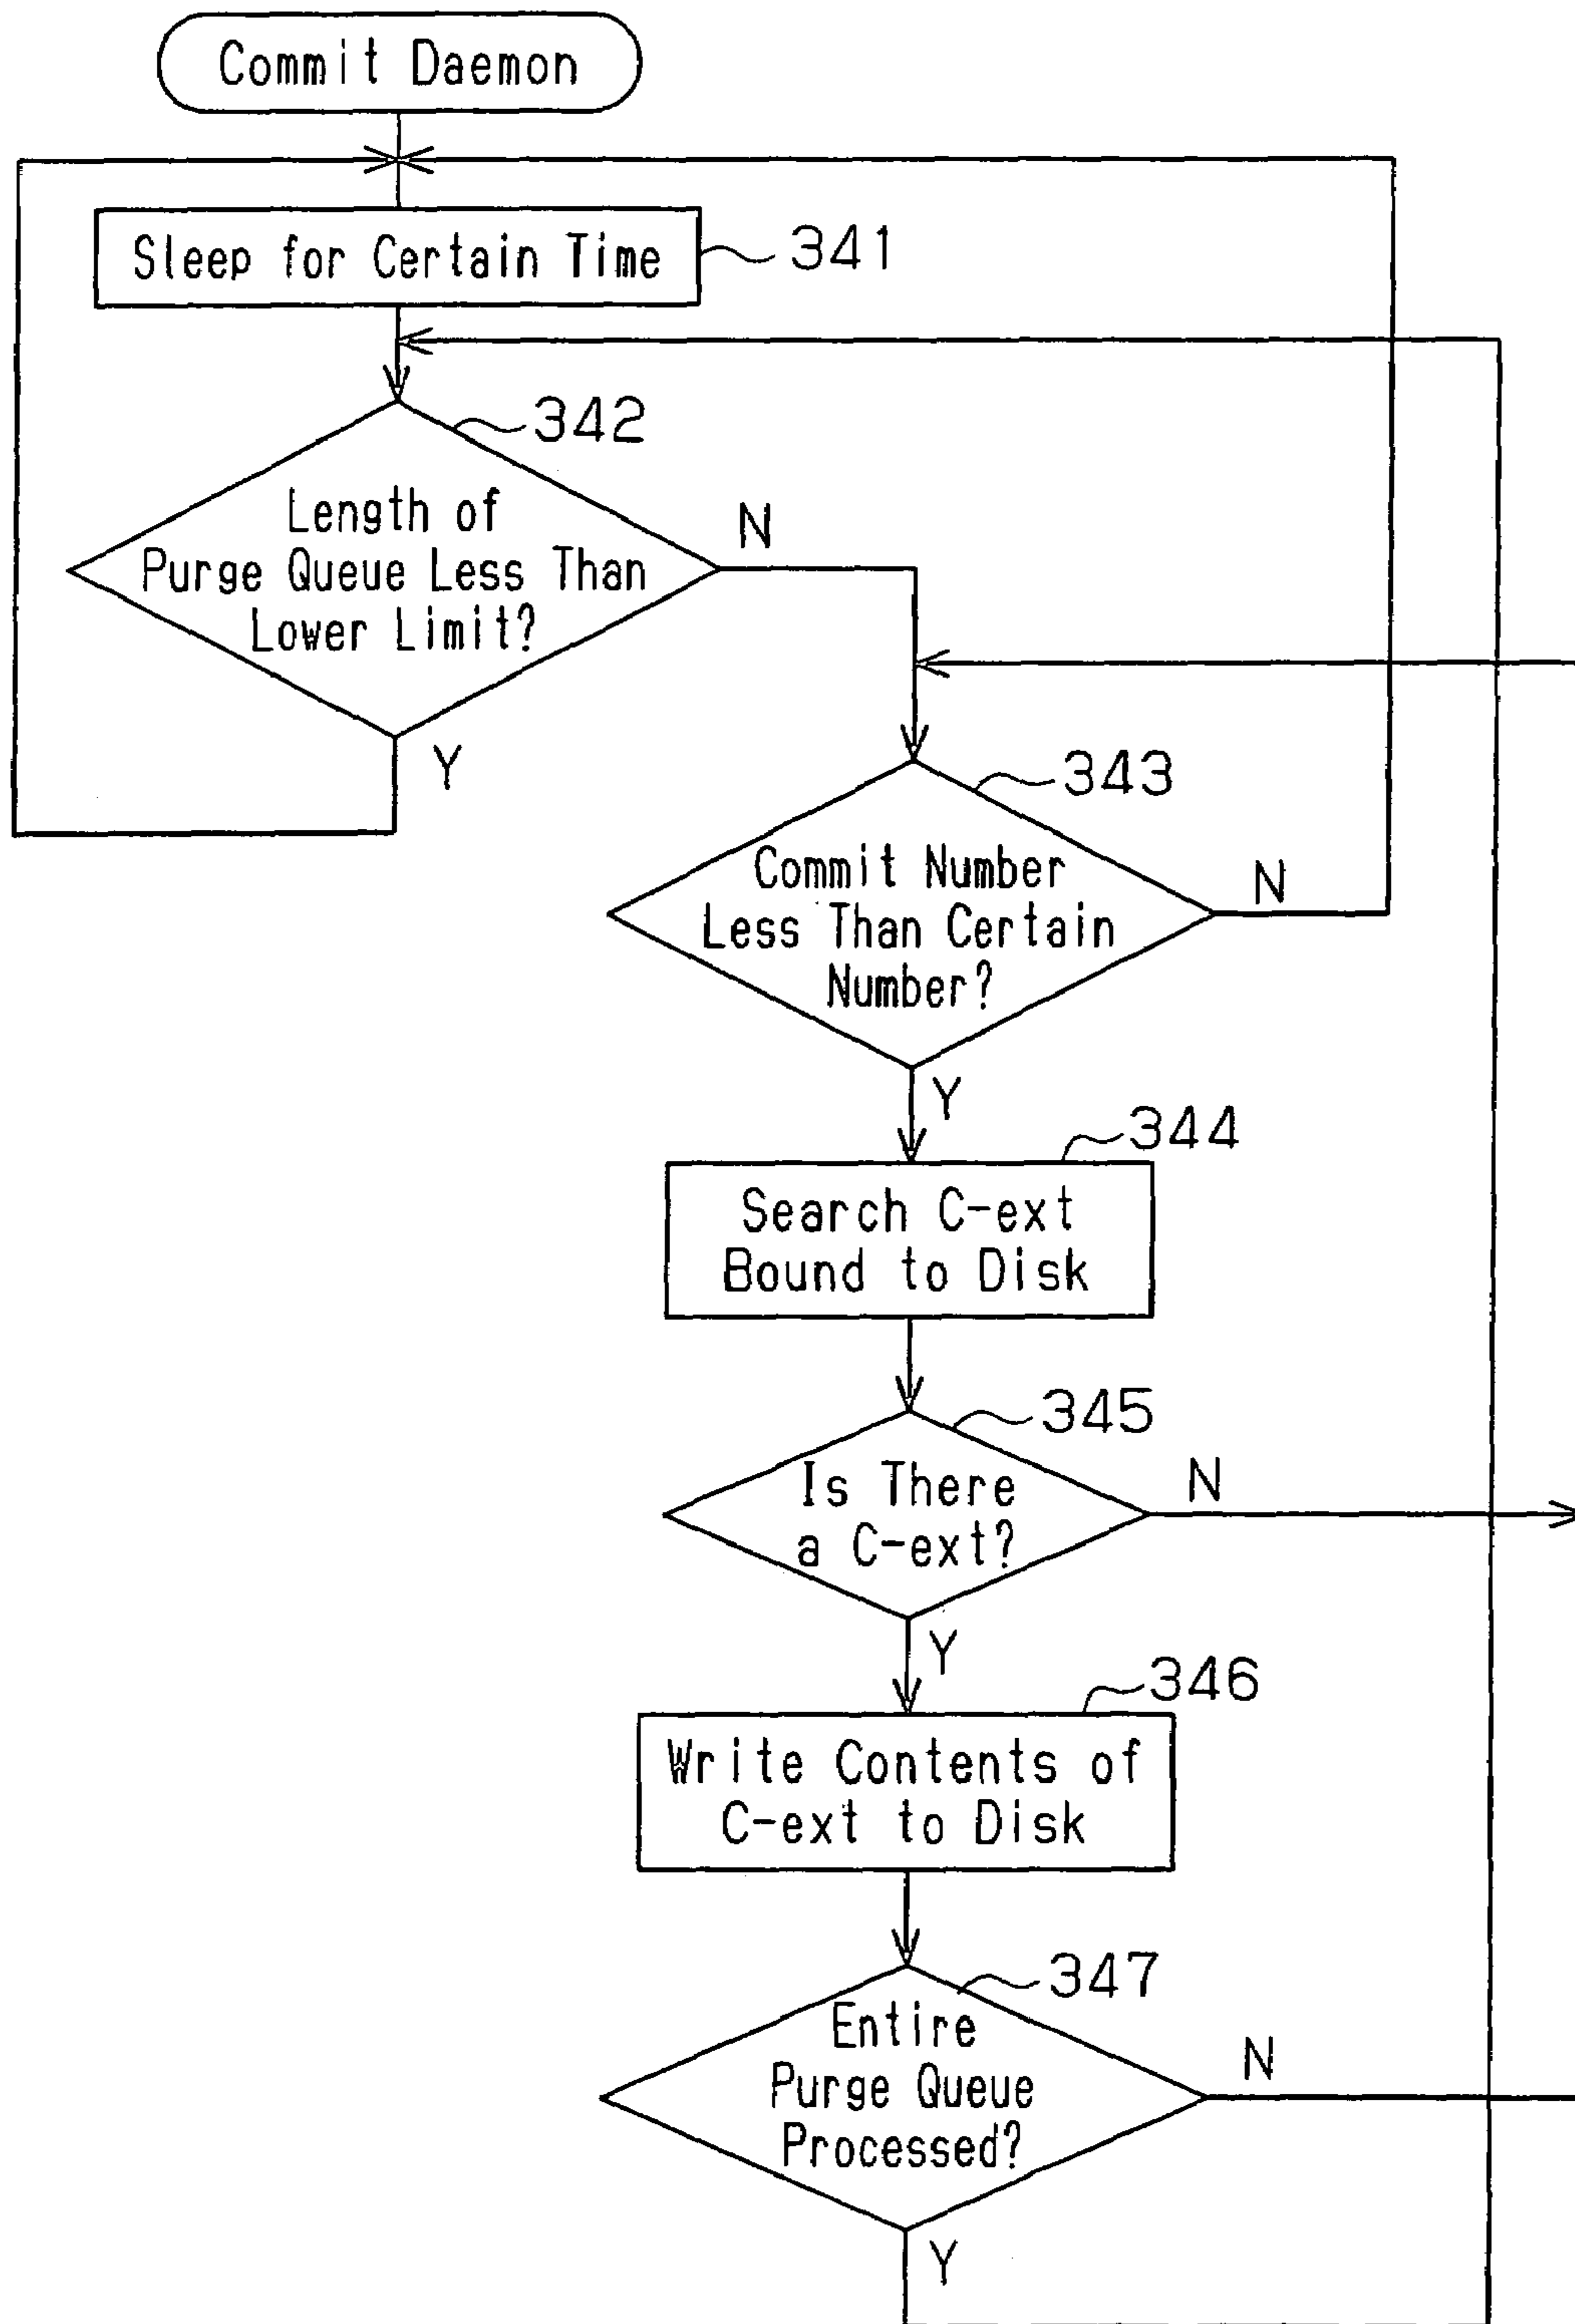 Commit Daemon
Sleep for Certain Time
341
342
Length of
Purge Queue Less Than
Lower Limit?
N
Y
343
Commit Number
Less Than Certain
Number?
N
Y
344
Search C-ext
Bound to Disk
345
Is There
a C-ext?
N
Y
346
Write Contents of
C-ext to Disk
347
Entire
Purge Queue
Processed?
N
Y